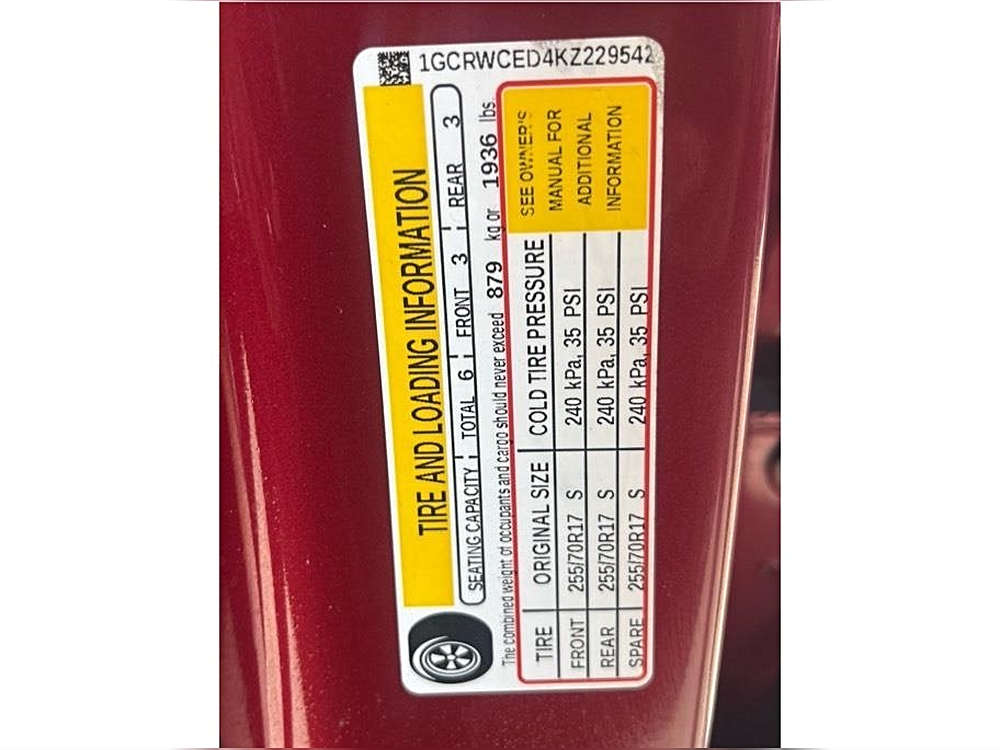 1GCRWCED4KZ229542
TIRE AND LOADING INFORMATION
SEATING CAPACITY TOTAL 6 FRONT 3 REAR 3
The combined weight of occupants and cargo should never exceed 879 kg or 1936 lbs.
TIRE ORIGINAL SIZE COLD TIRE PRESSURE
FRONT 255/70R17 S 240 kPa, 35 PSI
REAR 255/70R17 S 240 kPa, 35 PSI
SPARE 255/70R17 S 240 kPa, 35 PSI
SEE OWNER'S
MANUAL FOR
ADDITIONAL
INFORMATION